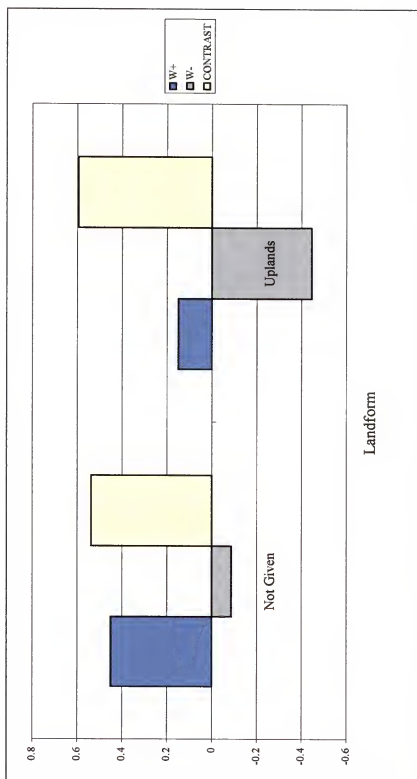 W+
W-
CONTRAST
0.8
0.6
0.4
0.2
0
-0.2
-0.4
-0.6
Not Given
Uplands
Landform